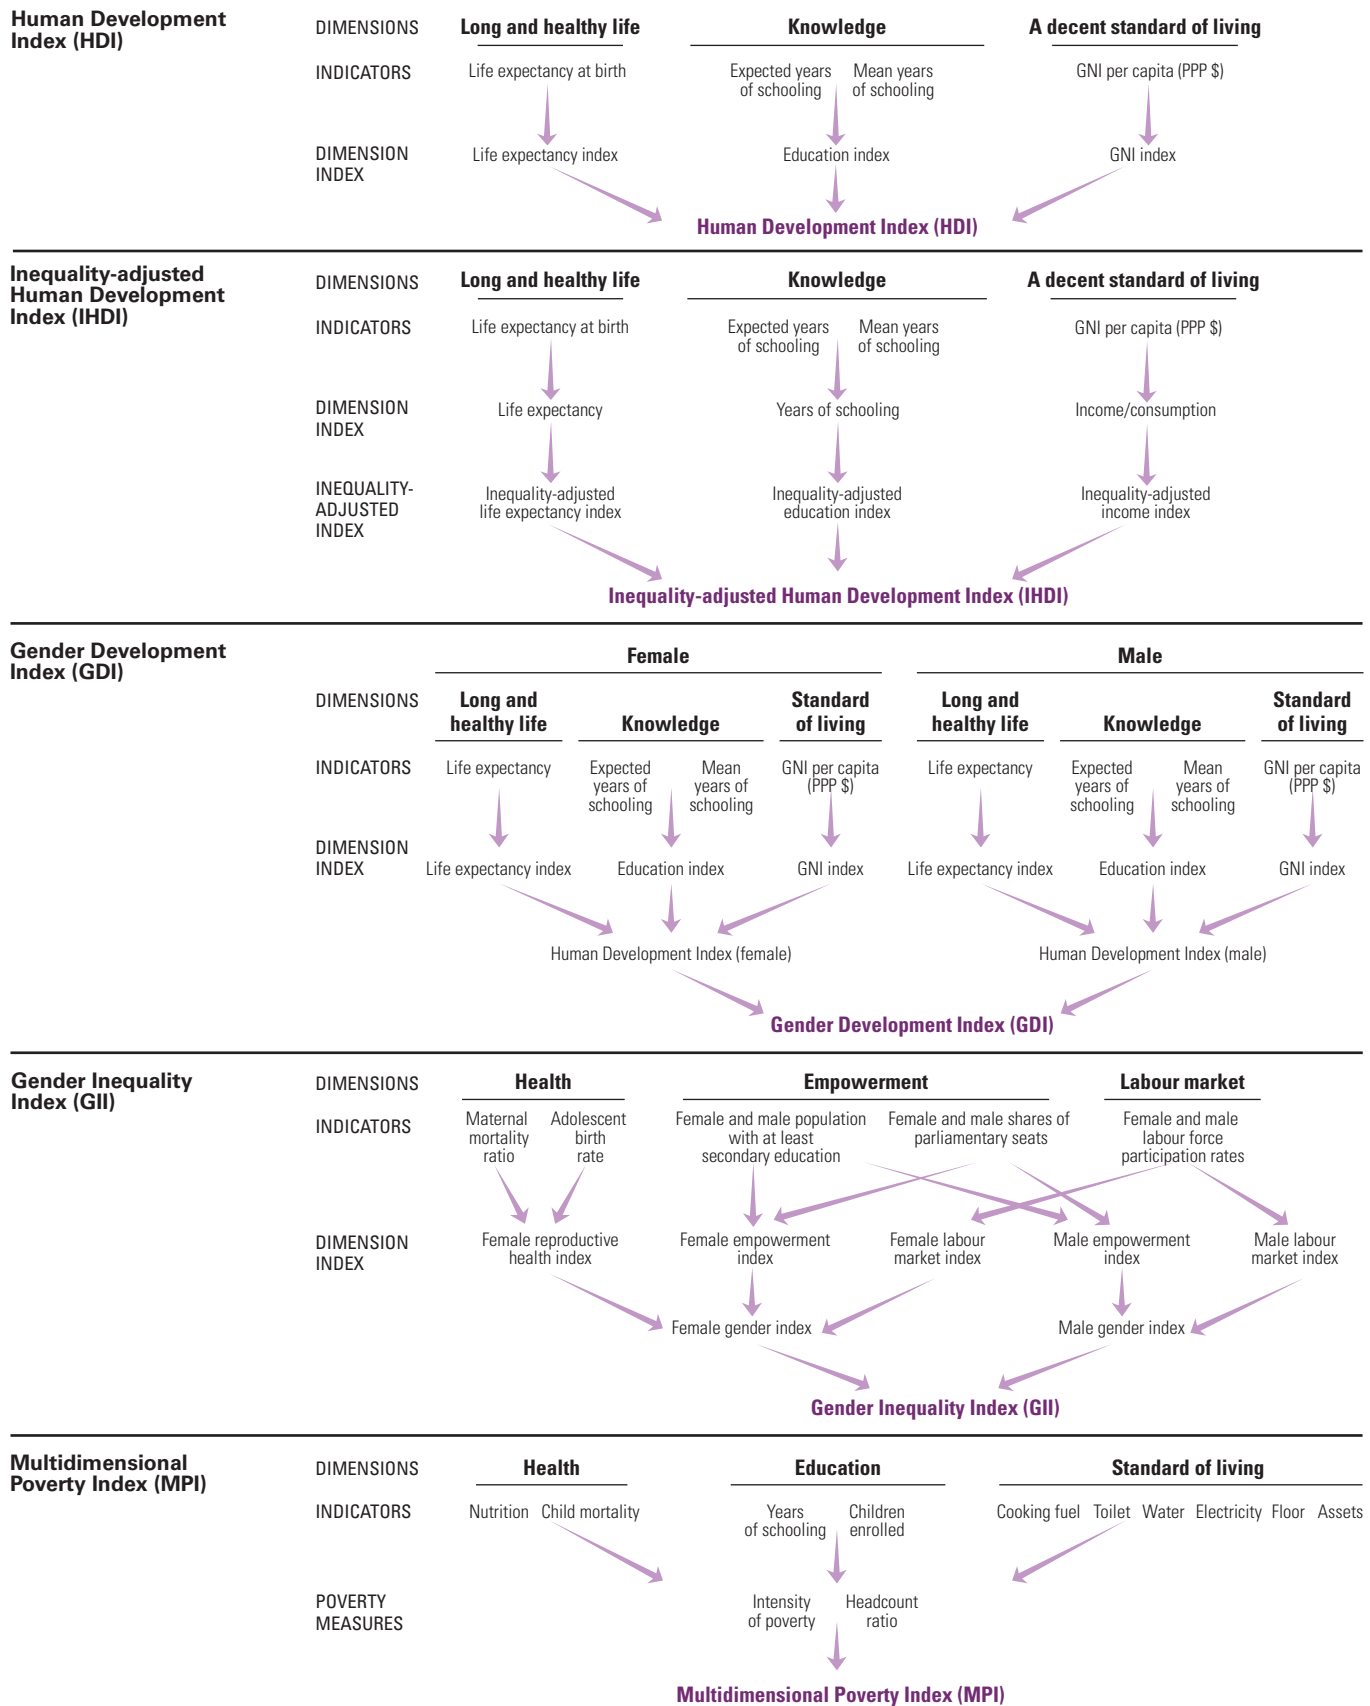 Human Development
Index (HDI)
DIMENSIONS
Long and healthy life
Knowledge
A decent standard of living
INDICATORS
Life expectancy at birth
Expected years
of schooling
Mean years
of schooling
GNI per capita (PPP $)
DIMENSION
INDEX
Life expectancy index
Education index
GNI index
Human Development Index (HDI)
Inequality-adjusted
Human Development
Index (IHDI)
DIMENSIONS
Long and healthy life
Knowledge
A decent standard of living
INDICATORS
Life expectancy at birth
Expected years
of schooling
Mean years
of schooling
GNI per capita (PPP $)
DIMENSION
INDEX
Life expectancy
Years of schooling
Income/consumption
INEQUALITY-
ADJUSTED
INDEX
Inequality-adjusted
life expectancy index
Inequality-adjusted
education index
Inequality-adjusted
income index
Inequality-adjusted Human Development Index (IHDI)
Gender Development
Index (GDI)
Female
Male
DIMENSIONS
Long and
healthy life
Knowledge
Standard
of living
Long and
healthy life
Knowledge
Standard
of living
INDICATORS
Life expectancy
Expected
years of
schooling
Mean
years of
schooling
GNI per capita
(PPP $)
Life expectancy
Expected
years of
schooling
Mean
years of
schooling
GNI per capita
(PPP $)
DIMENSION
INDEX
Life expectancy index
Education index
GNI index
Life expectancy index
Education index
GNI index
Human Development Index (female)
Human Development Index (male)
Gender Development Index (GDI)
Gender Inequality
Index (GII)
DIMENSIONS
Health
Empowerment
Labour market
INDICATORS
Maternal
mortality
ratio
Adolescent
birth
rate
Female and male population
with at least
secondary education
Female and male shares of
parliamentary seats
Female and male
labour force
participation rates
DIMENSION
INDEX
Female reproductive
health index
Female empowerment
index
Female labour
market index
Male empowerment
index
Male labour
market index
Female gender index
Male gender index
Gender Inequality Index (GII)
Multidimensional
Poverty Index (MPI)
DIMENSIONS
Health
Education
Standard of living
INDICATORS
Nutrition
Child mortality
Years
of schooling
Children
enrolled
Cooking fuel
Toilet
Water
Electricity
Floor
Assets
POVERTY
MEASURES
Intensity
of poverty
Headcount
ratio
Multidimensional Poverty Index (MPI)